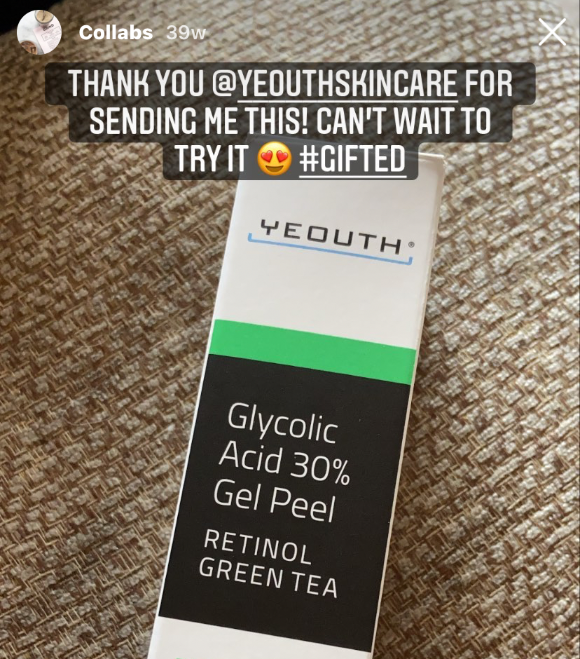 Collabs 39w
THANK YOU @YEOUTHSKINCARE FOR
SENDING ME THIS! CAN'T WAIT TO
TRY IT 😍 #GIFTED
YEOUTH®
Glycolic
Acid 30%
Gel Peel
RETINOL
GREEN TEA